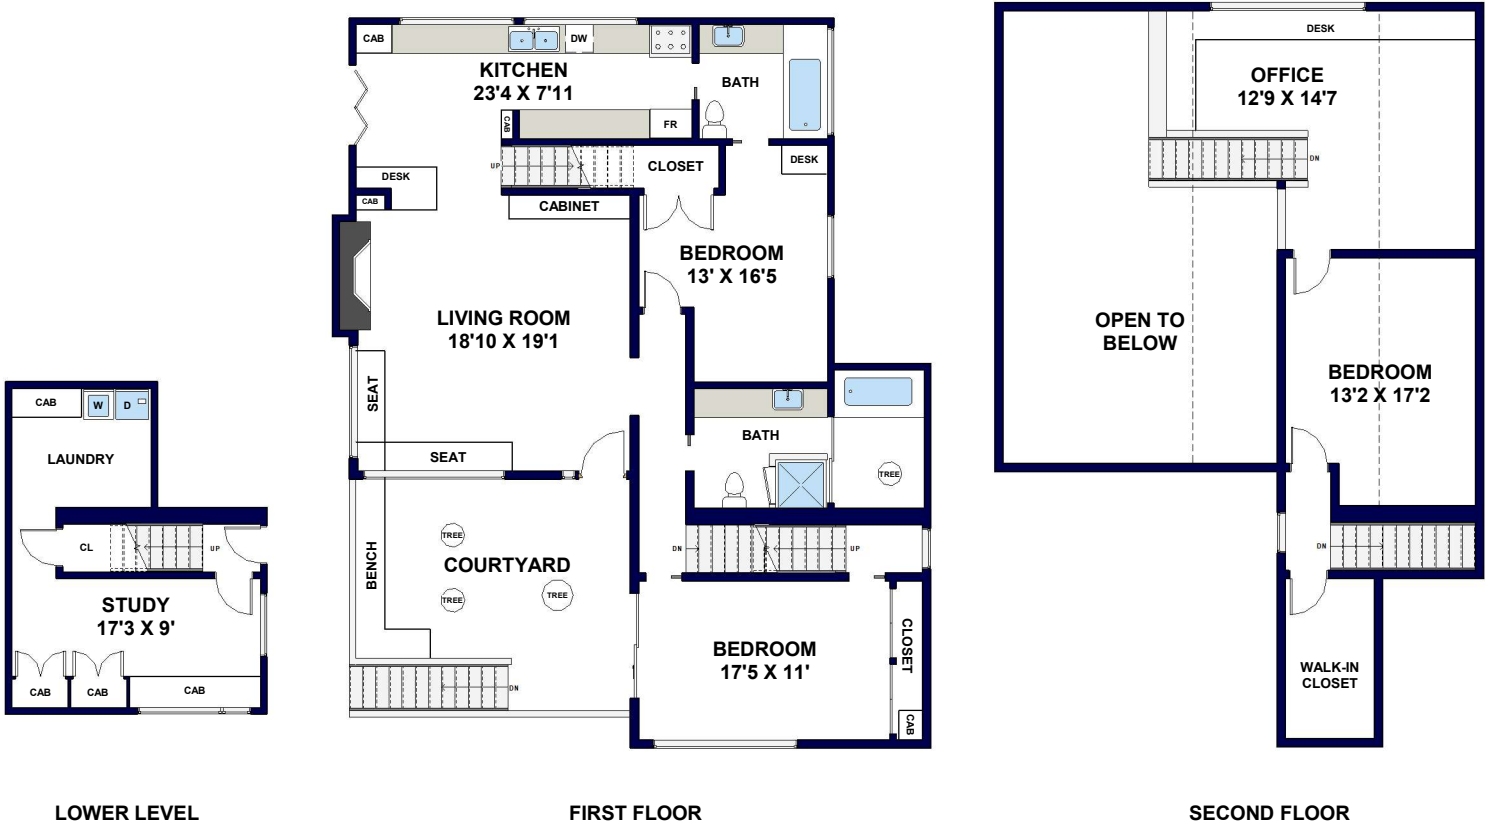 CAB
W
D
LAUNDRY
CL
UP
STUDY
17'3 X 9'
CAB
CAB
CAB
LOWER LEVEL
CAB
DW
KITCHEN
23'4 X 7'11
BATH
CAB
FR
UP
CLOSET
DESK
DESK
CAB
CABINET
BEDROOM
13' X 16'5
LIVING ROOM
18'10 X 19'1
SEAT
SEAT
BATH
TREE
BENCH
TREE
COURTYARD
TREE
TREE
DN
UP
BEDROOM
17'5 X 11'
CLOSET
CAB
DN
FIRST FLOOR
DESK
OFFICE
12'9 X 14'7
DN
OPEN TO
BELOW
BEDROOM
13'2 X 17'2
DN
WALK-IN
CLOSET
SECOND FLOOR